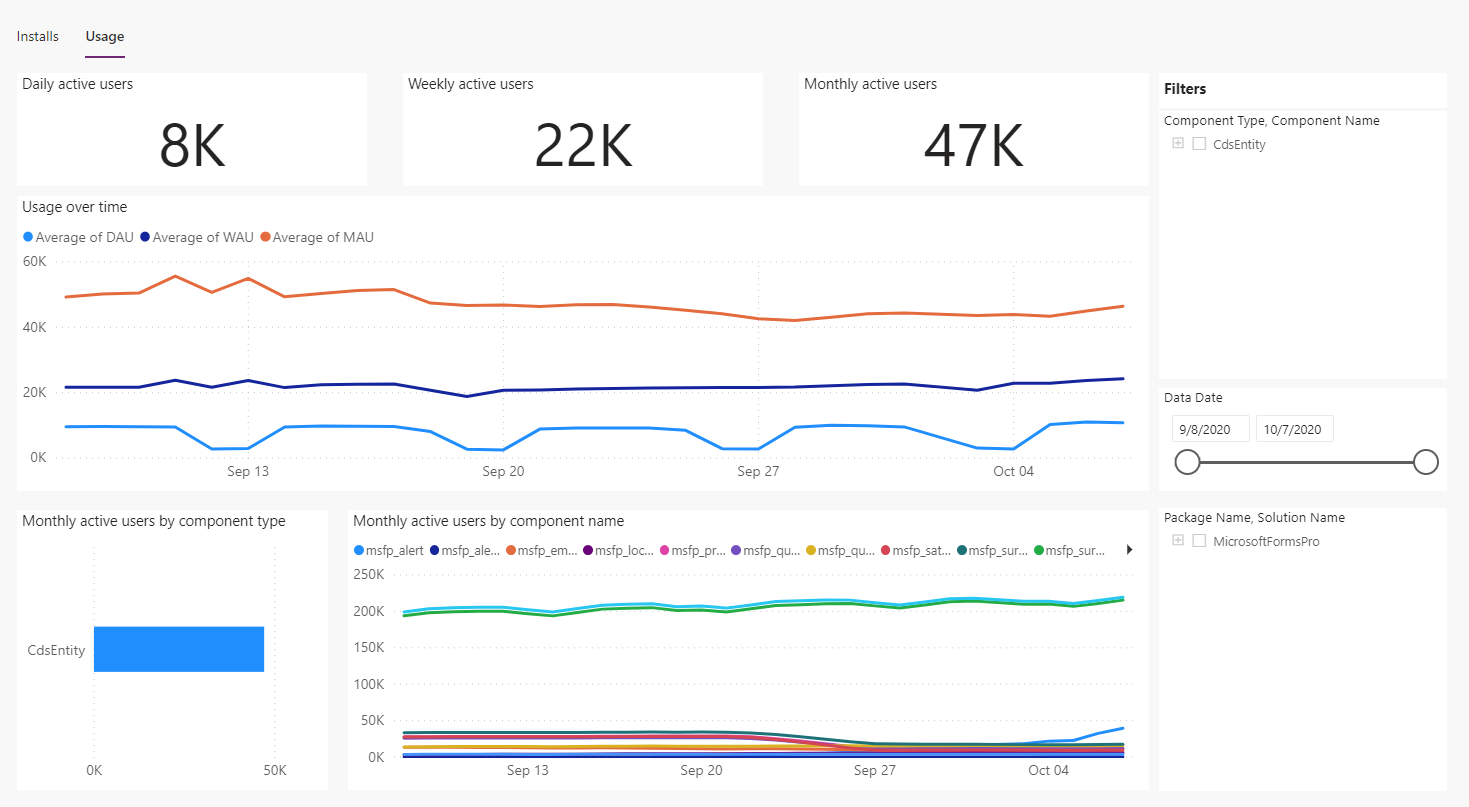 Installs Usage
Daily active users
8K
Weekly active users
22K
Monthly active users
47K
Usage over time
Average of DAU Average of WAU Average of MAU
60K
40K
20K
0K
Sep 13 Sep 20 Sep 27 Oct 04
Monthly active users by component type
CdsEntity
0K 50K
Monthly active users by component name
msfp_alert msfp_ale... msfp_em... msfp_loc... msfp_pr... msfp_qu... msfp_qu... msfp_sat... msfp_sur... msfp_sur...
250K
200K
150K
100K
50K
0K
Sep 13 Sep 20 Sep 27 Oct 04
Filters
Component Type, Component Name
CdsEntity
Data Date
9/8/2020 10/7/2020
Package Name, Solution Name
MicrosoftFormsPro